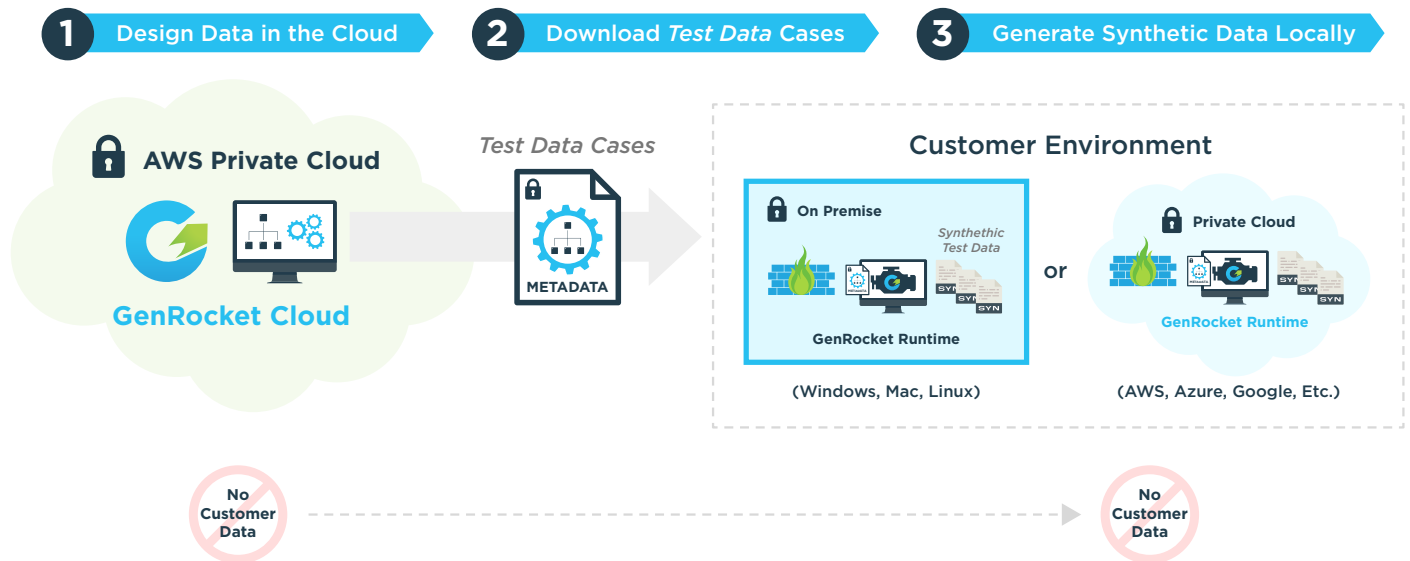 1 Design Data in the Cloud
2 Download Test Data Cases
3 Generate Synthetic Data Locally
AWS Private Cloud
GenRocket Cloud
Test Data Cases
METADATA
Customer Environment
On Premise
Synthethic
Test Data
METADATA
SYN
SYN
SYN
GenRocket Runtime
(Windows, Mac, Linux)
or
Private Cloud
METADATA
SYN
SYN
SYN
GenRocket Runtime
(AWS, Azure, Google, Etc.)
No
Customer
Data
No
Customer
Data